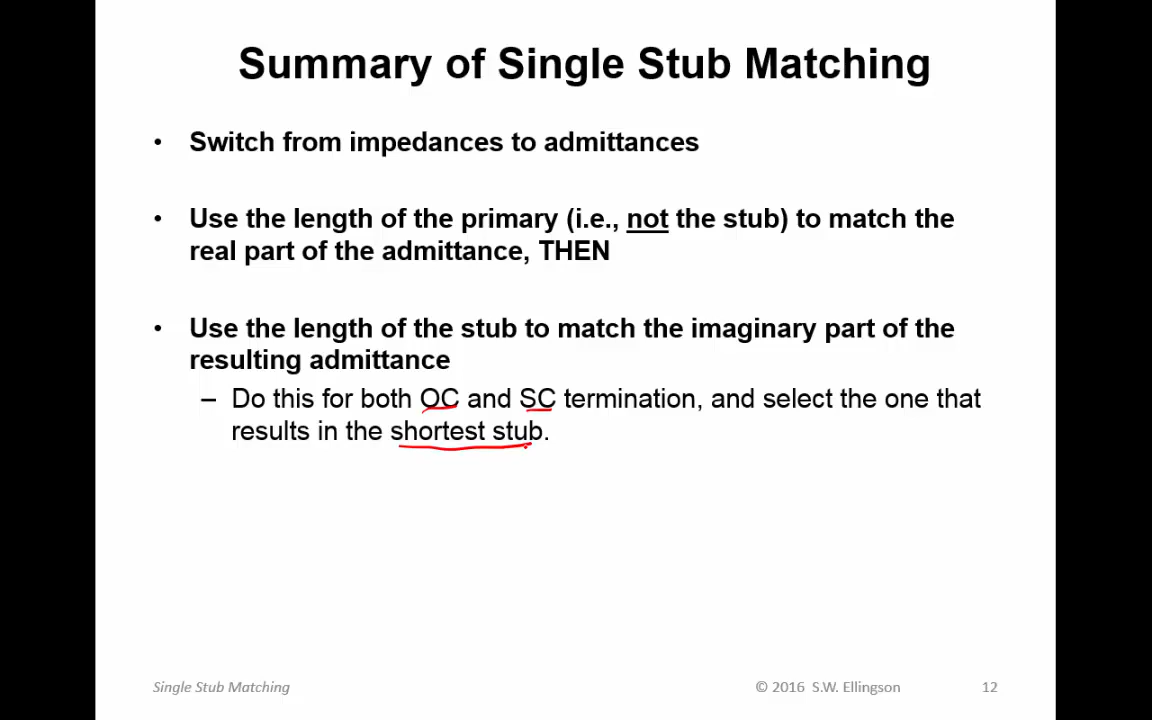 Summary of Single Stub Matching
• Switch from impedances to admittances
• Use the length of the primary (i.e., not the stub) to match the
real part of the admittance, THEN
• Use the length of the stub to match the imaginary part of the
resulting admittance
– Do this for both OC and SC termination, and select the one that
results in the shortest stub.
Single Stub Matching
© 2016 S.W. Ellingson
12